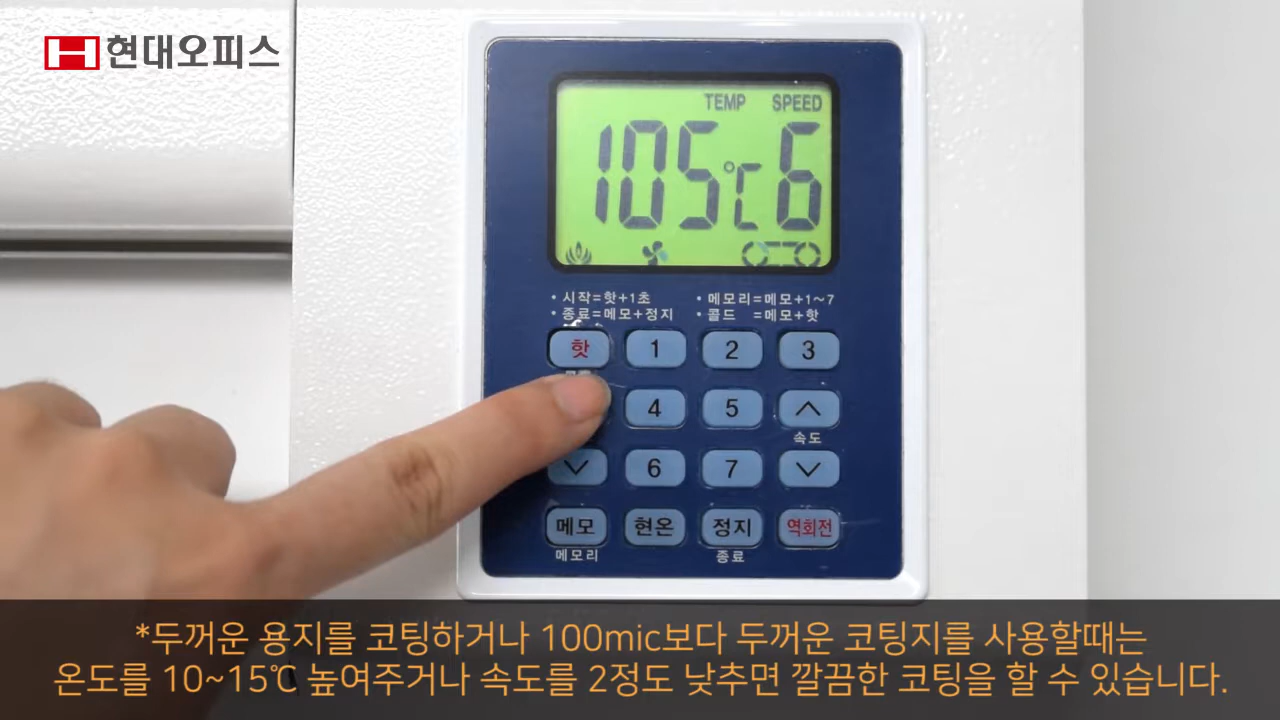 현대오피스
TEMP SPEED
105℃ 6
• 시작=핫+1초 • 메모리=메모+1~7
• 종료=메모+정지 • 콜드 =메모+핫
핫 1 2 3
4 5
속도
6 7
메모 현온 정지 역회전
메모리 종료
*두꺼운 용지를 코팅하거나 100mic보다 두꺼운 코팅지를 사용할때는
온도를 10~15℃ 높여주거나 속도를 2정도 낮추면 깔끔한 코팅을 할 수 있습니다.